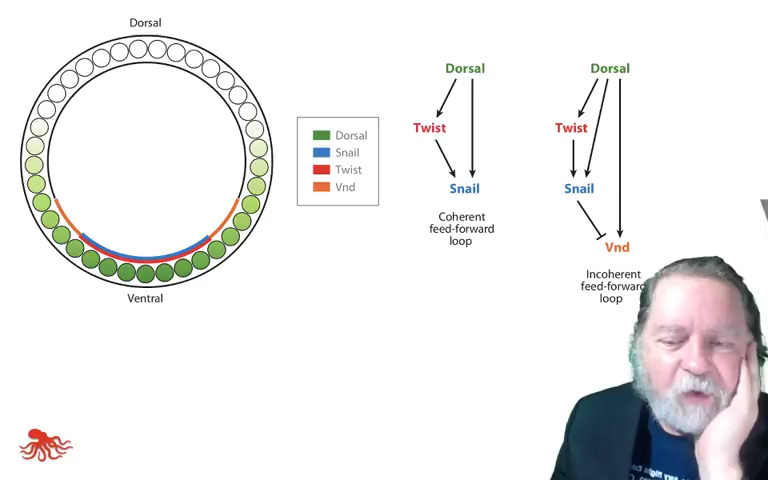 Dorsal
Ventral
Dorsal
Snail
Twist
Vnd
Dorsal
Twist
Snail
Coherent
feed-forward
loop
Dorsal
Twist
Snail
Vnd
Incoherent
feed-forward
loop